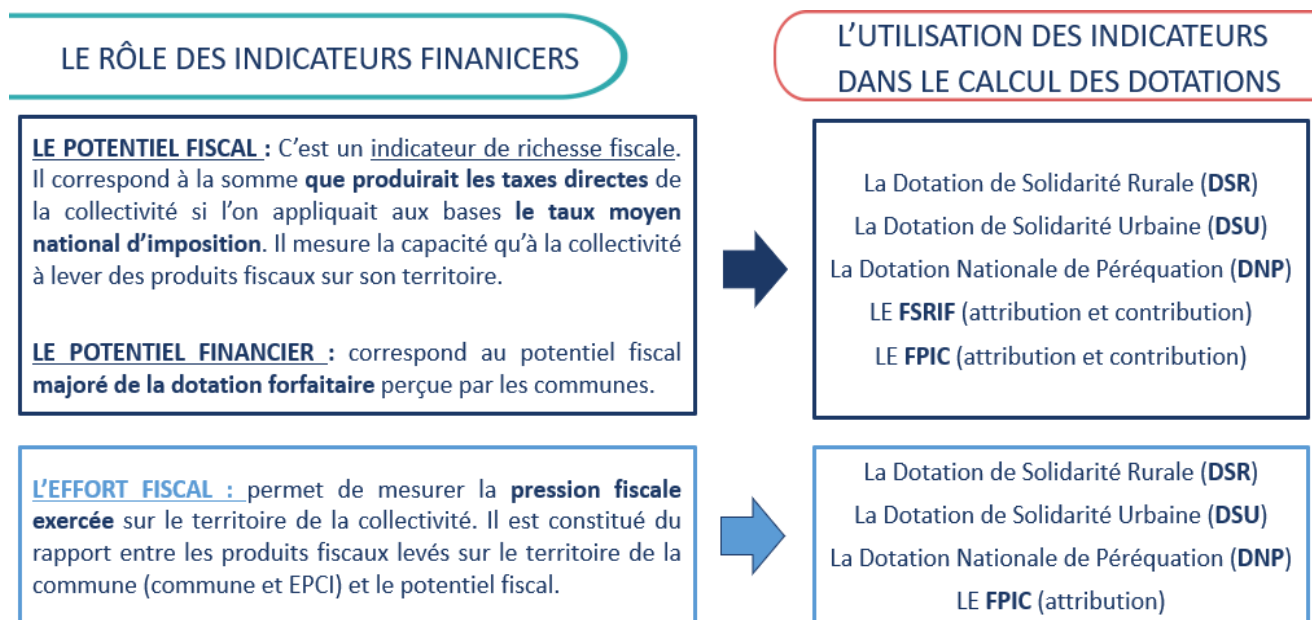 LE RÔLE DES INDICATEURS FINANICERS
L'UTILISATION DES INDICATEURS
DANS LE CALCUL DES DOTATIONS
LE POTENTIEL FISCAL : C'est un indicateur de richesse fiscale.
Il correspond à la somme que produirait les taxes directes de
la collectivité si l'on appliquait aux bases le taux moyen
national d'imposition. Il mesure la capacité qu'à la collectivité
à lever des produits fiscaux sur son territoire.
LE POTENTIEL FINANCIER : correspond au potentiel fiscal
majoré de la dotation forfaitaire perçue par les communes.
La Dotation de Solidarité Rurale (DSR)
La Dotation de Solidarité Urbaine (DSU)
La Dotation Nationale de Péréquation (DNP)
LE FSRIF (attribution et contribution)
LE FPIC (attribution et contribution)
L'EFFORT FISCAL : permet de mesurer la pression fiscale
exercée sur le territoire de la collectivité. Il est constitué du
rapport entre les produits fiscaux levés sur le territoire de la
commune (commune et EPCI) et le potentiel fiscal.
La Dotation de Solidarité Rurale (DSR)
La Dotation de Solidarité Urbaine (DSU)
La Dotation Nationale de Péréquation (DNP)
LE FPIC (attribution)